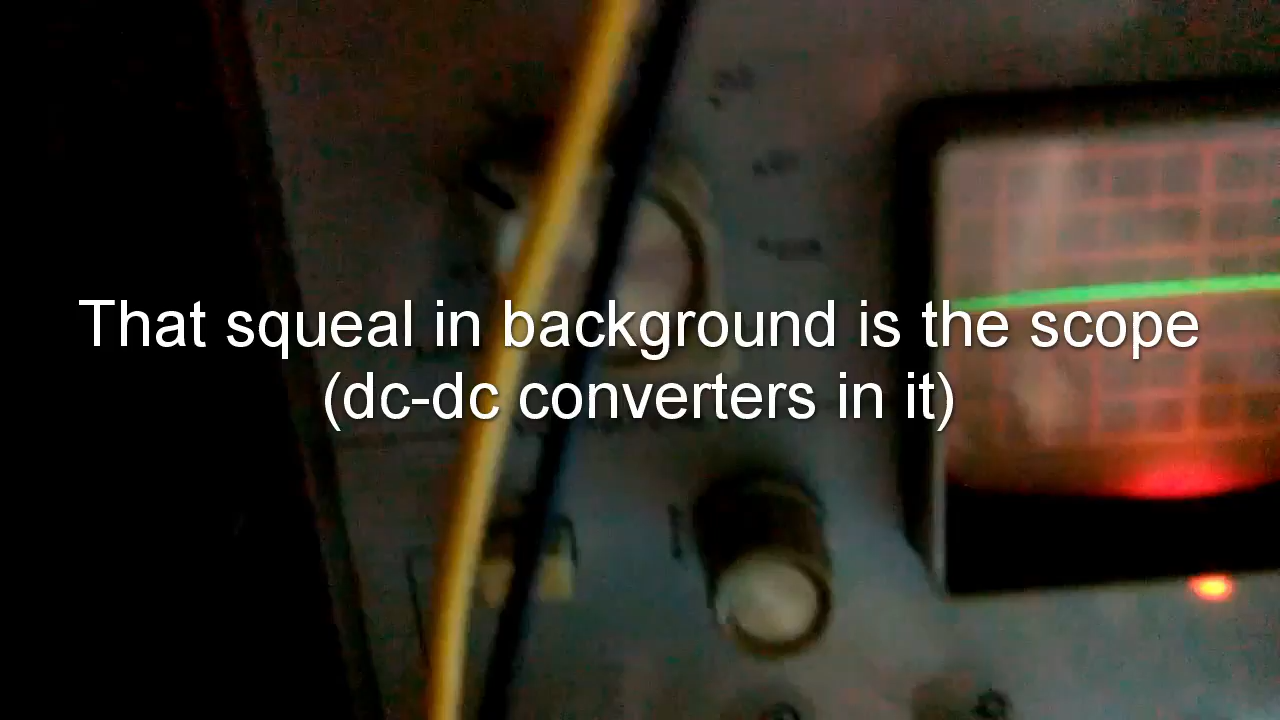 That squeal in background is the scope
(dc-dc converters in it)